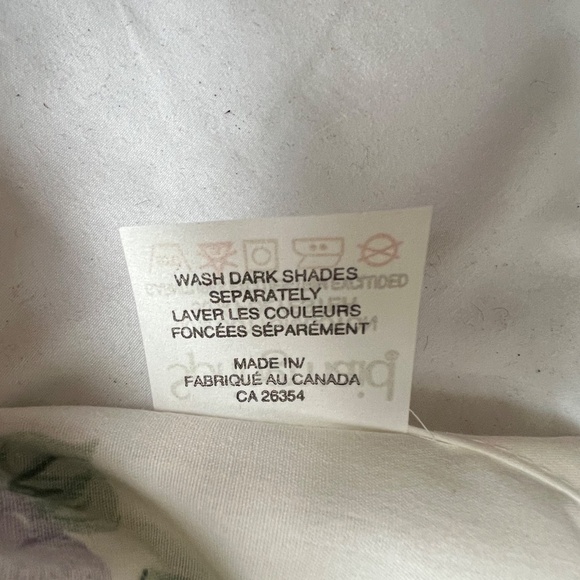 WASH DARK SHADES
SEPARATELY
LAVER LES COULEURS
FONCÉES SÉPARÉMENT
MADE IN/
FABRIQUÉ AU CANADA
CA 26354